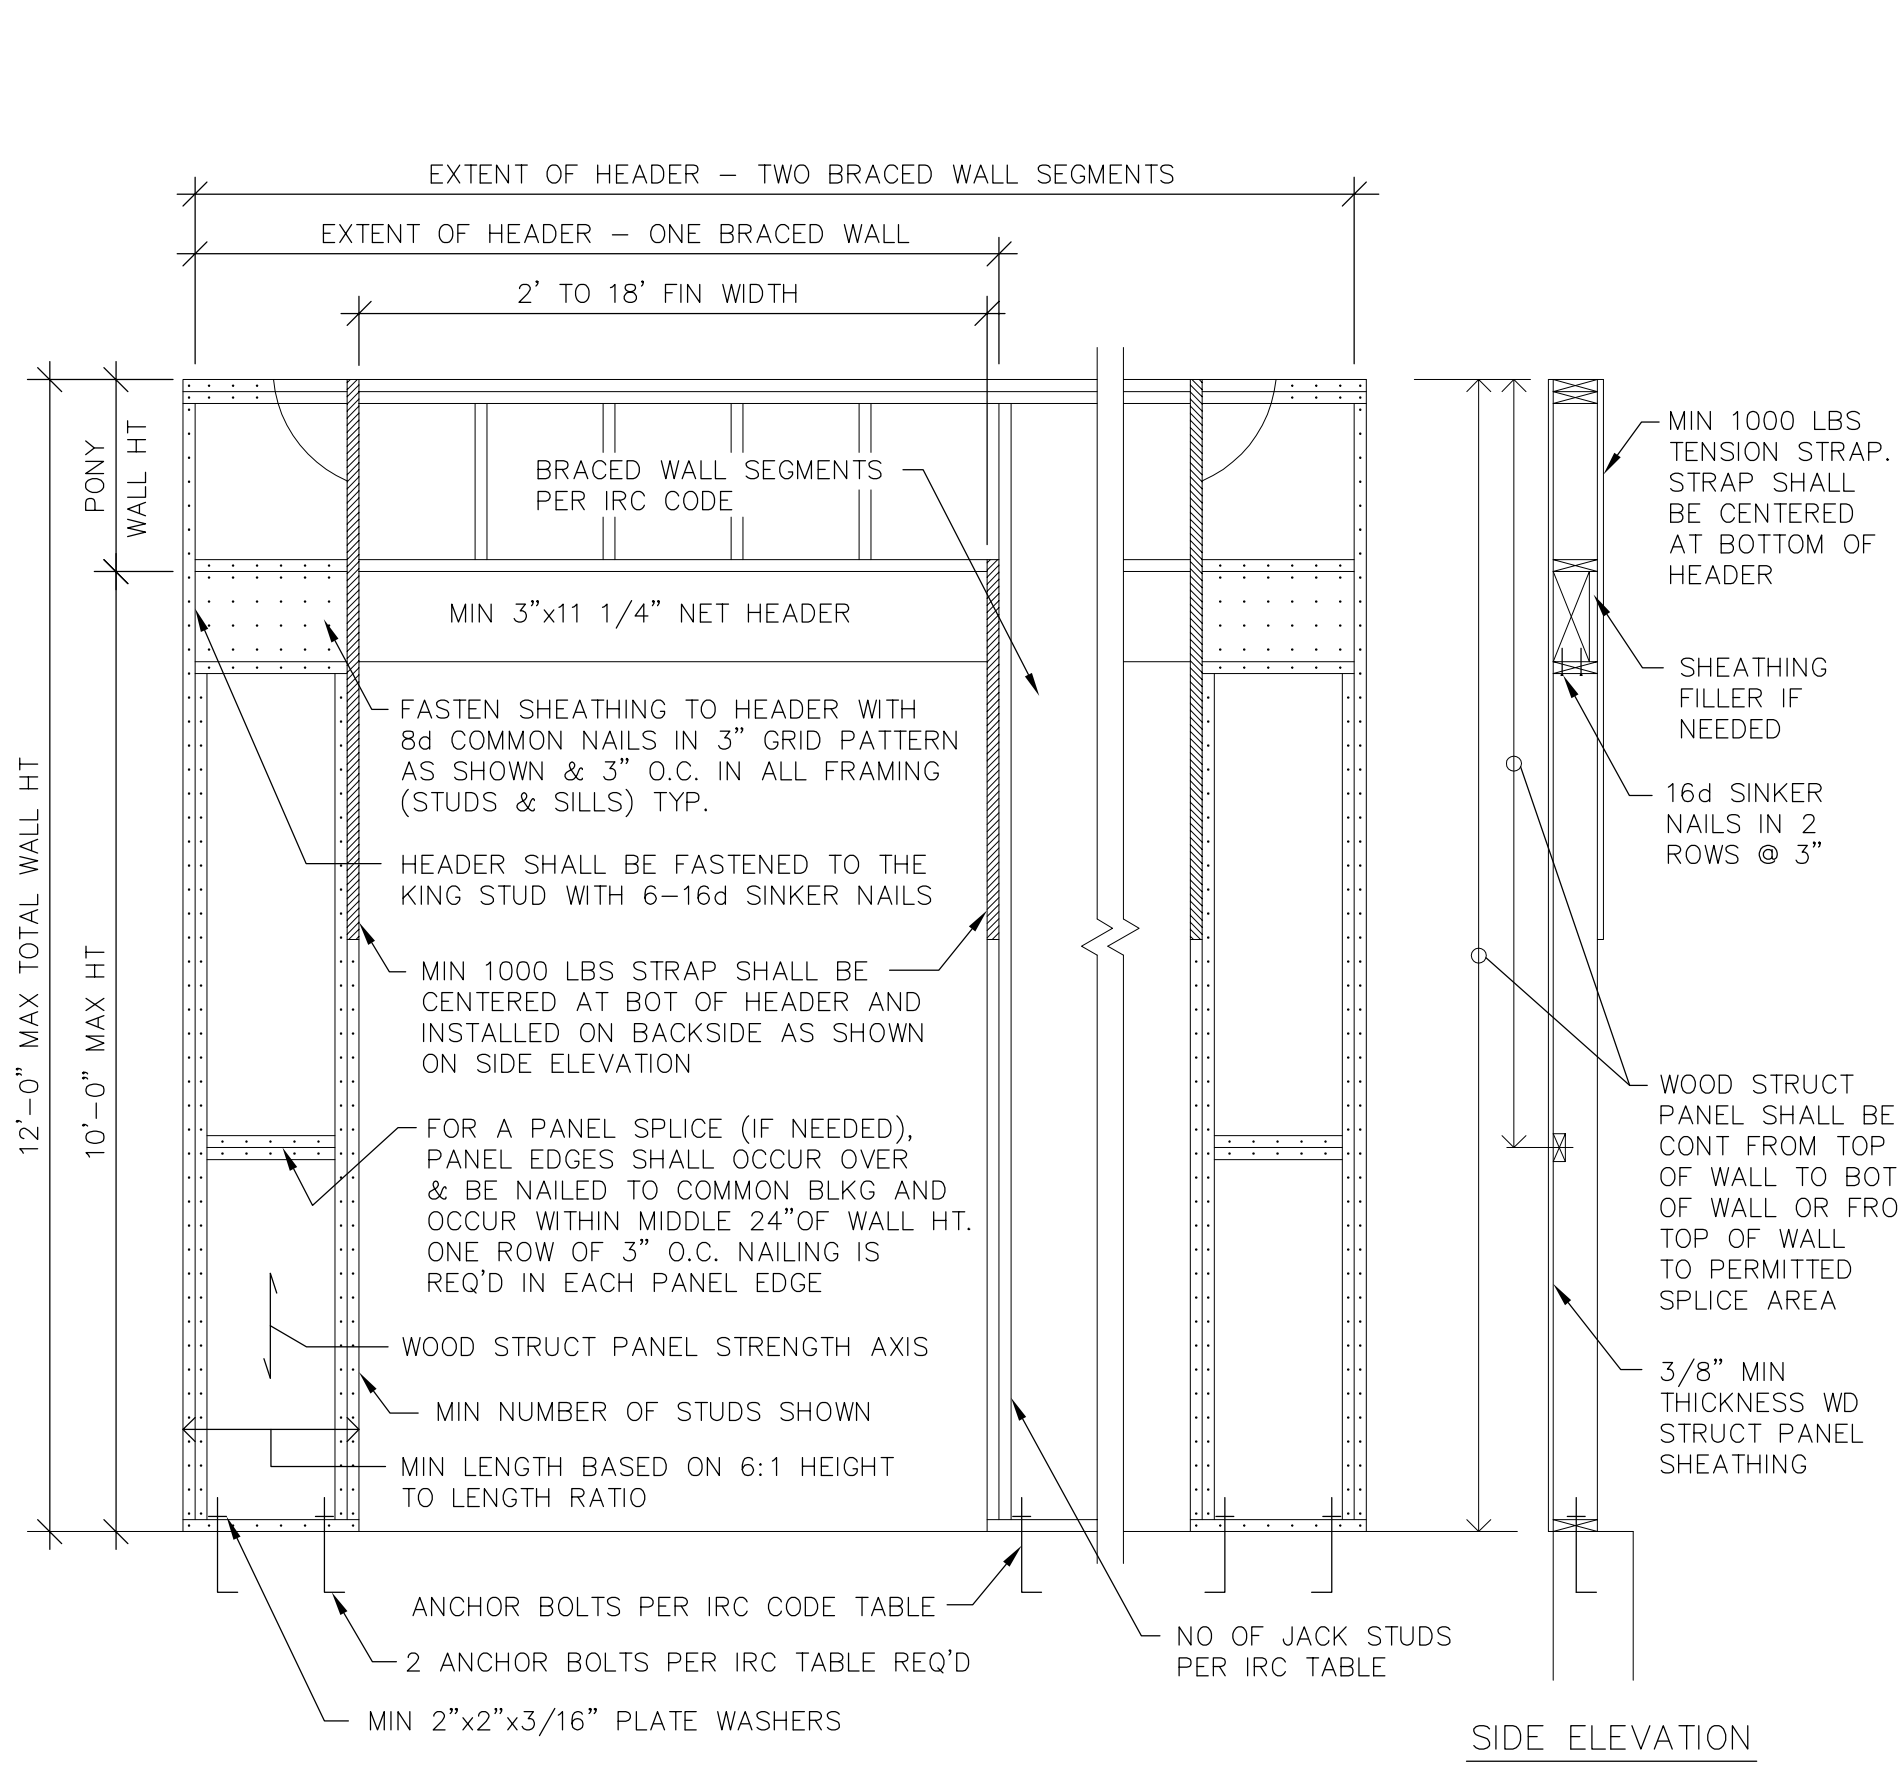 EXTENT OF HEADER – TWO BRACED WALL SEGMENTS
EXTENT OF HEADER – ONE BRACED WALL
2' TO 18' FIN WIDTH
PONY
WALL HT
12'–0" MAX TOTAL WALL HT
10'–0" MAX HT
BRACED WALL SEGMENTS
PER IRC CODE
MIN 3"x11 1/4" NET HEADER
FASTEN SHEATHING TO HEADER WITH
8d COMMON NAILS IN 3" GRID PATTERN
AS SHOWN & 3" O.C. IN ALL FRAMING
(STUDS & SILLS) TYP.
HEADER SHALL BE FASTENED TO THE
KING STUD WITH 6–16d SINKER NAILS
MIN 1000 LBS STRAP SHALL BE
CENTERED AT BOT OF HEADER AND
INSTALLED ON BACKSIDE AS SHOWN
ON SIDE ELEVATION
FOR A PANEL SPLICE (IF NEEDED),
PANEL EDGES SHALL OCCUR OVER
& BE NAILED TO COMMON BLKG AND
OCCUR WITHIN MIDDLE 24"OF WALL HT.
ONE ROW OF 3" O.C. NAILING IS
REQ'D IN EACH PANEL EDGE
WOOD STRUCT PANEL STRENGTH AXIS
MIN NUMBER OF STUDS SHOWN
MIN LENGTH BASED ON 6:1 HEIGHT
TO LENGTH RATIO
ANCHOR BOLTS PER IRC CODE TABLE
2 ANCHOR BOLTS PER IRC TABLE REQ'D
MIN 2"x2"x3/16" PLATE WASHERS
NO OF JACK STUDS
PER IRC TABLE
MIN 1000 LBS
TENSION STRAP.
STRAP SHALL
BE CENTERED
AT BOTTOM OF
HEADER
SHEATHING
FILLER IF
NEEDED
16d SINKER
NAILS IN 2
ROWS @ 3"
WOOD STRUCT
PANEL SHALL BE
CONT FROM TOP
OF WALL TO BOT
OF WALL OR FRO
TOP OF WALL
TO PERMITTED
SPLICE AREA
3/8" MIN
THICKNESS WD
STRUCT PANEL
SHEATHING
SIDE ELEVATION